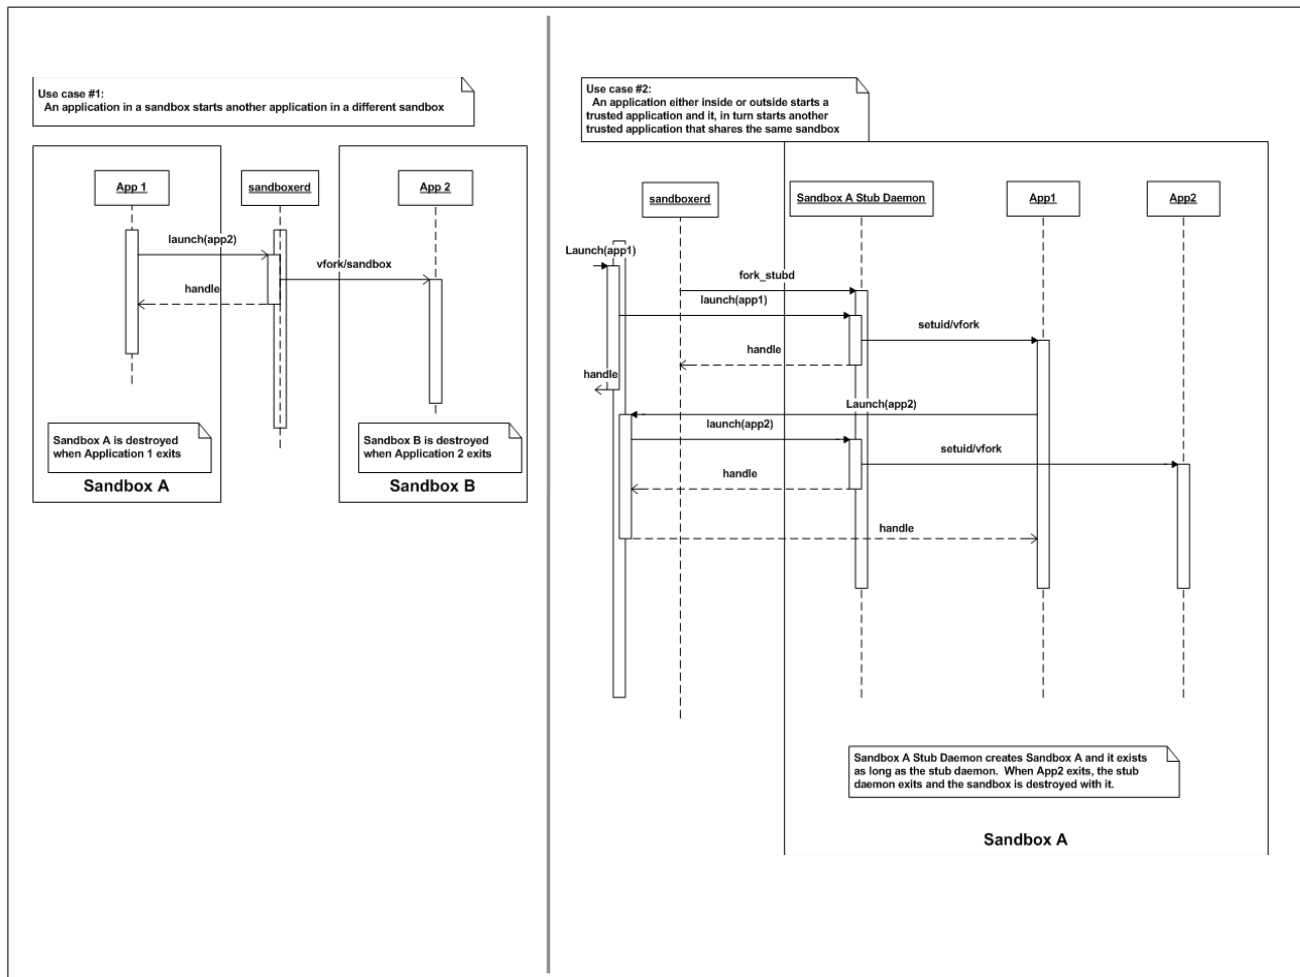 Use case #1:
An application in a sandbox starts another application in a different sandbox
App 1
sandboxerd
App 2
launch(app2)
vfork/sandbox
handle
Sandbox A is destroyed
when Application 1 exits
Sandbox A
Sandbox B is destroyed
when Application 2 exits
Sandbox B
Use case #2:
An application either inside or outside starts a
trusted application and it, in turn starts another
trusted application that shares the same sandbox
sandboxerd
Sandbox A Stub Daemon
App1
App2
Launch(app1)
fork_stubd
launch(app1)
setuid/vfork
handle
handle
Launch(app2)
launch(app2)
setuid/vfork
handle
handle
Sandbox A Stub Daemon creates Sandbox A and it exists
as long as the stub daemon. When App2 exits, the stub
daemon exits and the sandbox is destroyed with it.
Sandbox A